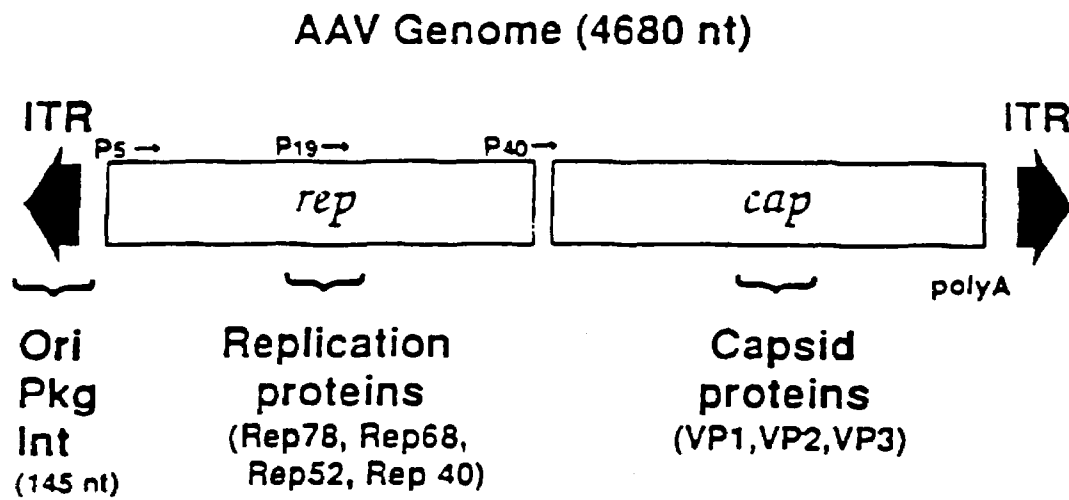 AAV Genome (4680 nt)
ITR
ITR
P5→
P19→
P40→
rep
cap
polyA
Ori
Pkg
Int
(145 nt)
Replication
proteins
(Rep78, Rep68,
Rep52, Rep 40)
Capsid
proteins
(VP1,VP2,VP3)